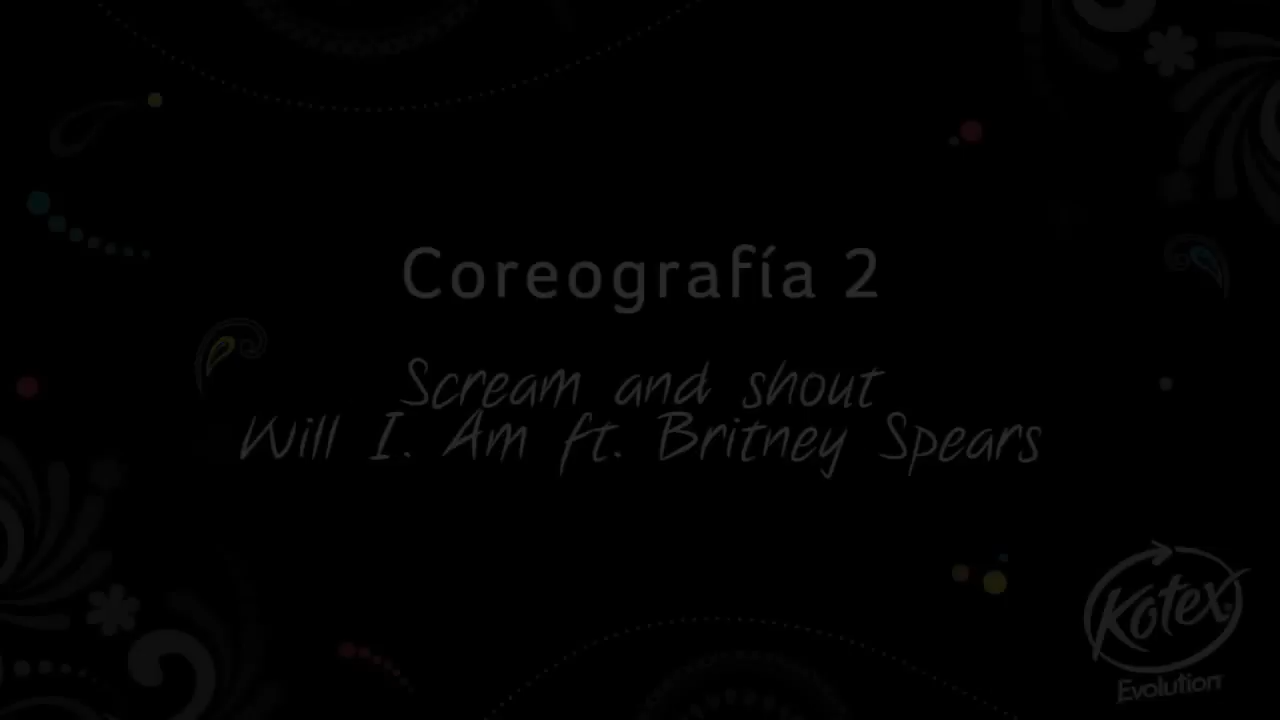 Coreografía 2
Scream and shout
Will I. Am ft. Britney Spears
Kotex
Evolution